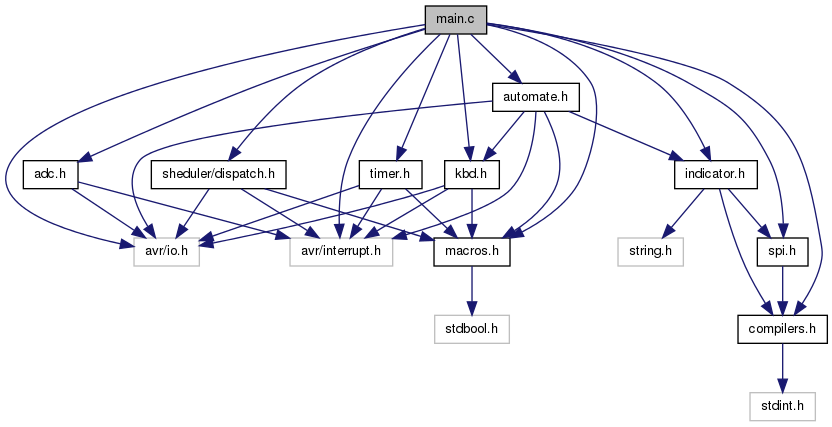 main.c
automate.h
adc.h
sheduler/dispatch.h
timer.h
kbd.h
indicator.h
avr/io.h
avr/interrupt.h
macros.h
string.h
spi.h
stdbool.h
compilers.h
stdint.h